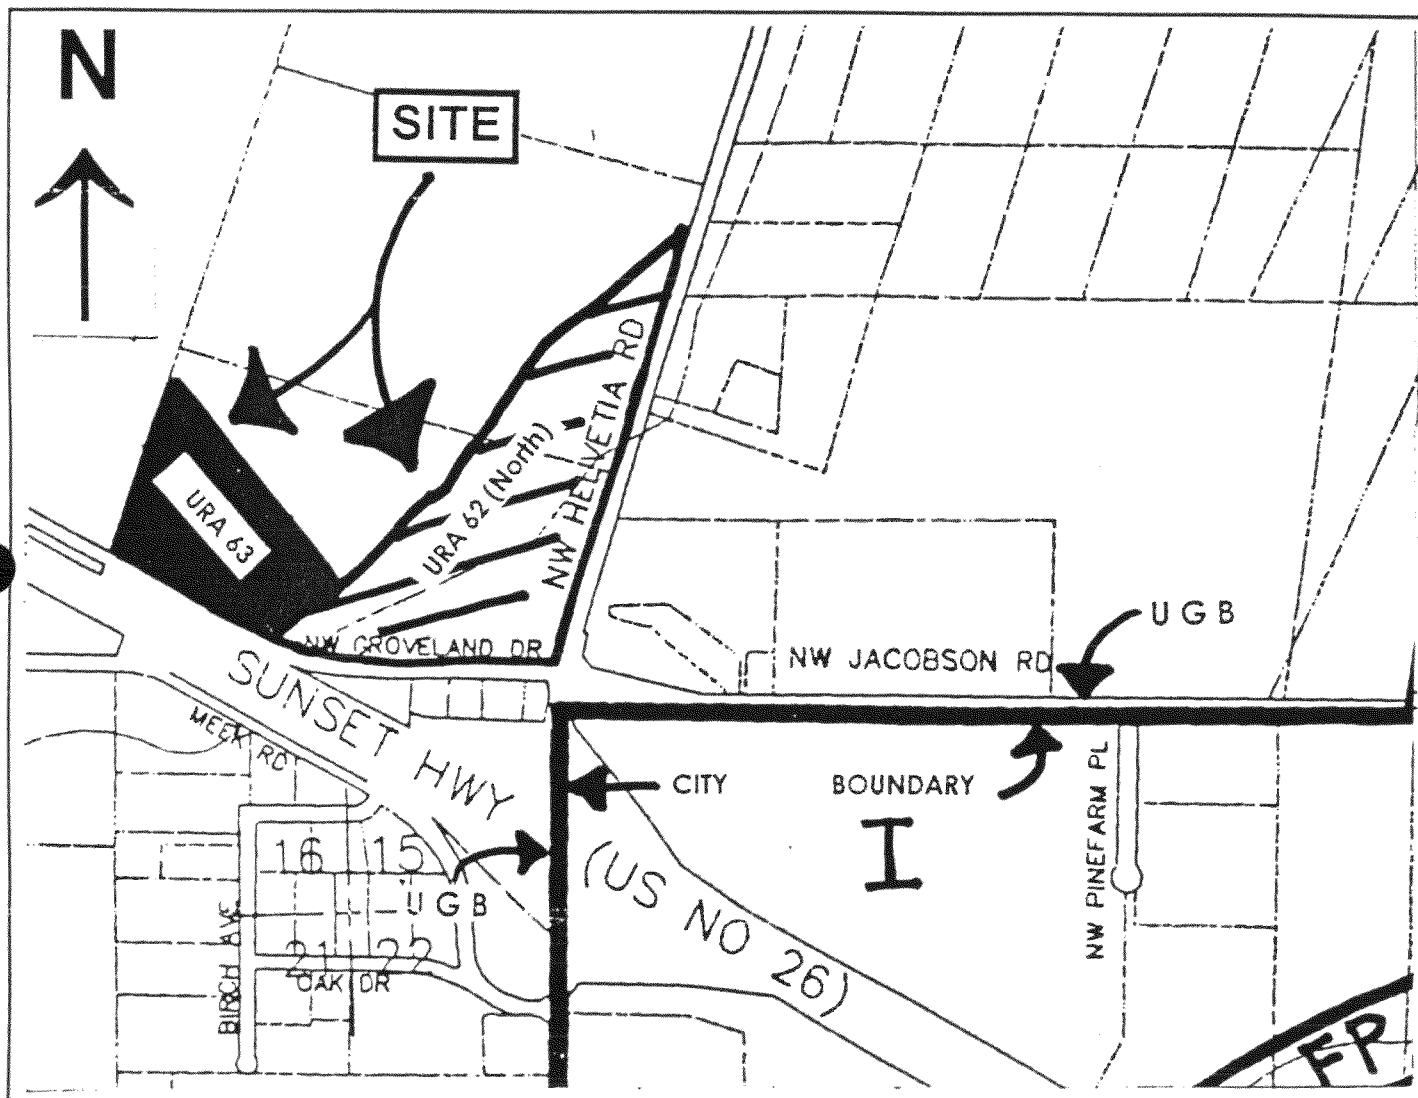 N
SITE
NW HELVETIA RD
URA 62 (North)
URA 63
UGB
NW GROVELAND DR
NW JACOBSON RD
SUNSET HWY
MEEK RD
CITY
BOUNDARY
NW PINEFARM PL
I
16 15
(US NO 26)
UGB
BIRCH AVE
21 22
OAK DR
FP